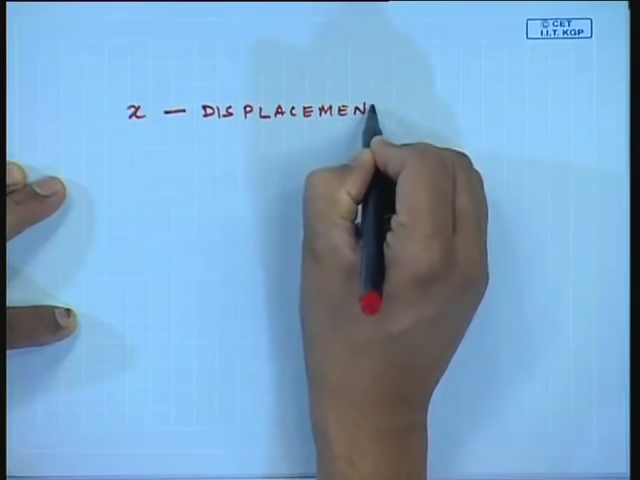 © CET
I.I.T. KGP
x — DISPLACEMEN